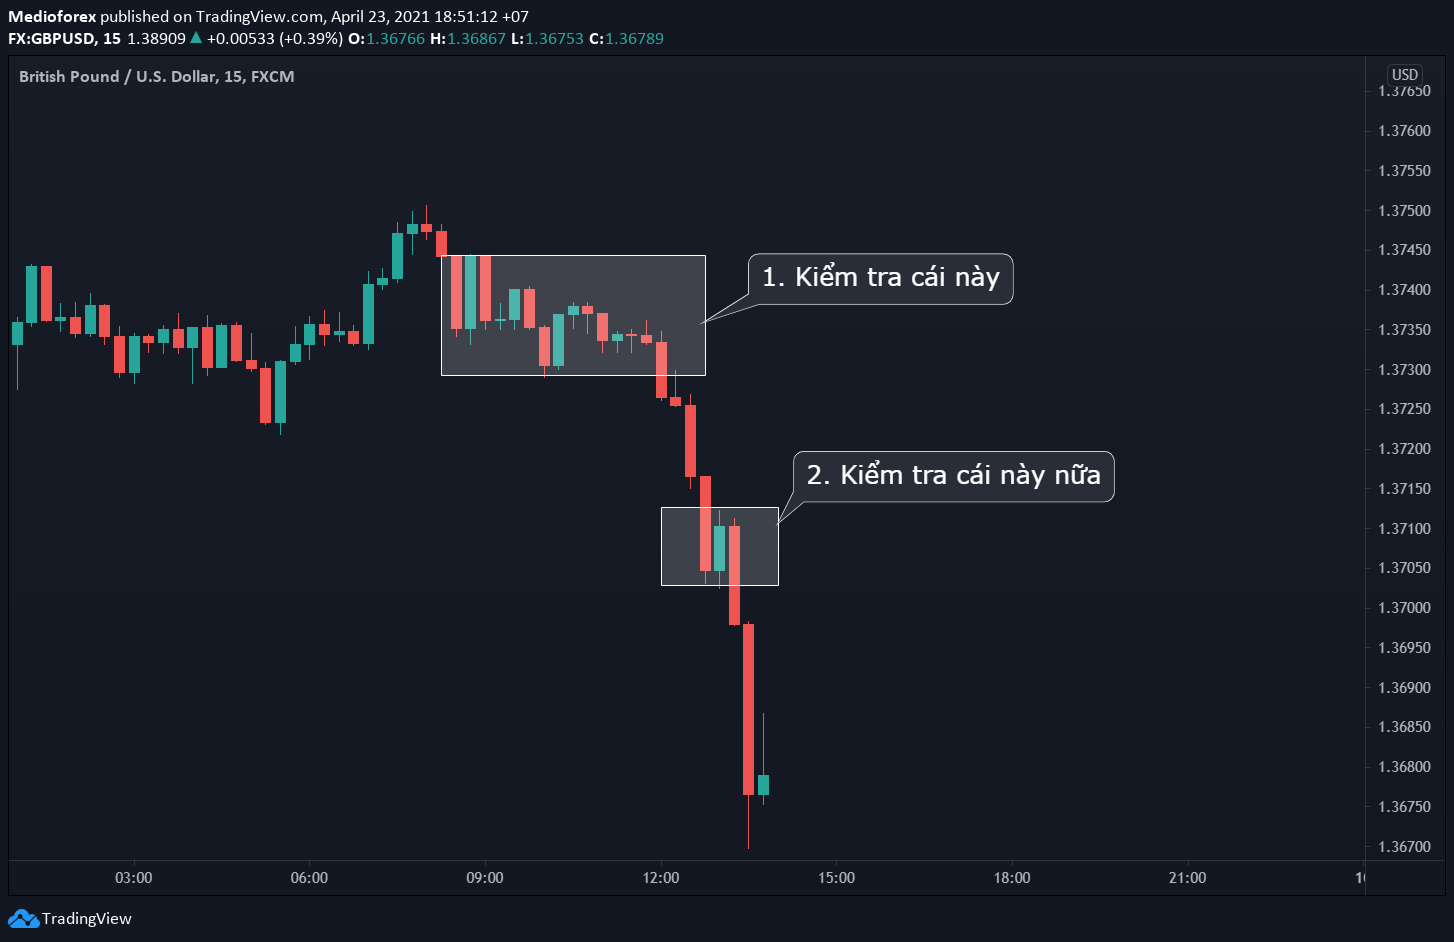 Medioforex published on TradingView.com, April 23, 2021 18:51:12 +07
FX:GBPUSD, 15 1.38909 ▲ +0.00533 (+0.39%) O:1.36766 H:1.36867 L:1.36753 C:1.36789
British Pound / U.S. Dollar, 15, FXCM
USD
1.37650
1.37600
1.37550
1.37500
1.37450
1. Kiểm tra cái này
1.37400
1.37350
1.37300
1.37250
1.37200
2. Kiểm tra cái này nữa
1.37150
1.37100
1.37050
1.37000
1.36950
1.36900
1.36850
1.36800
1.36750
1.36700
03:00 06:00 09:00 12:00 15:00 18:00 21:00
TradingView